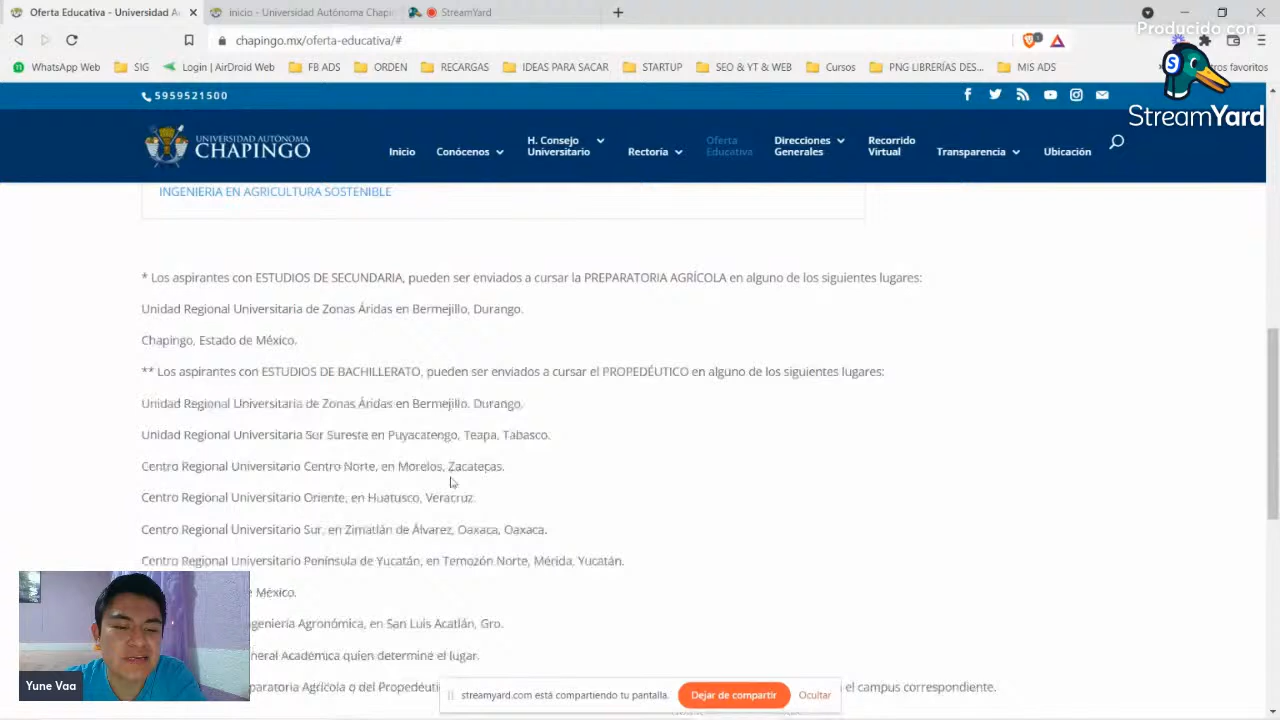 Oferta Educativa - Universidad A
Inicio - Universidad Autónoma Chapi
StreamYard
chapingo.mx/oferta-educativa/#
WhatsApp Web
SIG
Login | AirDroid Web
FB ADS
ORDEN
RECARGAS
IDEAS PARA SACAR
STARTUP
SEO & YT & WEB
Cursos
PNG LIBRERÍAS DES...
MIS ADS
otros favoritos
Producido con
StreamYard
5959521500
UNIVERSIDAD AUTÓNOMA
CHAPINGO
Inicio
Conócenos
H. Consejo
Universitario
Rectoría
Oferta
Educativa
Direcciones
Generales
Recorrido
Virtual
Transparencia
Ubicación
INGENIERIA EN AGRICULTURA SOSTENIBLE
* Los aspirantes con ESTUDIOS DE SECUNDARIA, pueden ser enviados a cursar la PREPARATORIA AGRÍCOLA en alguno de los siguientes lugares:
Unidad Regional Universitaria de Zonas Áridas en Bermejillo, Durango.
Chapingo, Estado de México.
** Los aspirantes con ESTUDIOS DE BACHILLERATO, pueden ser enviados a cursar el PROPEDÉUTICO en alguno de los siguientes lugares:
Unidad Regional Universitaria de Zonas Áridas en Bermejillo. Durango.
Unidad Regional Universitaria Sur Sureste en Puyacatengo, Teapa, Tabasco.
Centro Regional Universitario Centro Norte, en Morelos, Zacatecas.
Centro Regional Universitario Oriente, en Huatusco, Veracruz.
Centro Regional Universitario Sur, en Zimatlán de Álvarez, Oaxaca, Oaxaca.
Centro Regional Universitario Península de Yucatán, en Temozón Norte, Mérida, Yucatán.
e México.
geniería Agronómica, en San Luis Acatlán, Gro.
neral Académica quien determine el lugar.
paratoria Agrícola o del Propedéutic
el campus correspondiente.
Yune Vaa
streamyard.com está compartiendo tu pantalla.
Dejar de compartir
Ocultar